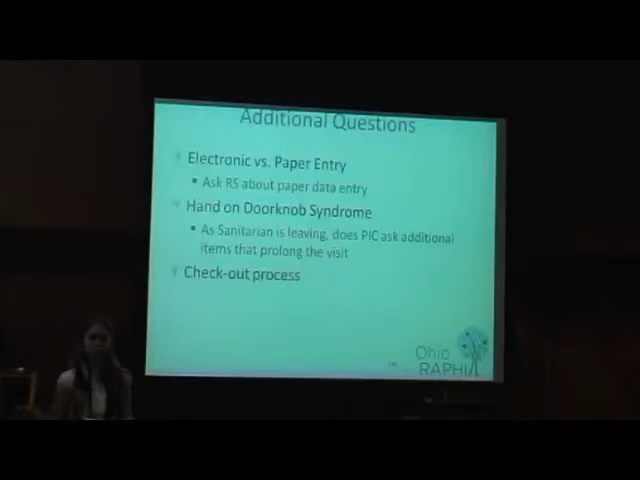 Additional Questions
Electronic vs. Paper Entry
Ask RS about paper data entry
Hand on Doorknob Syndrome
As Sanitarian is leaving, does PIC ask additional
items that prolong the visit
Check-out process
Ohio
RAPHI